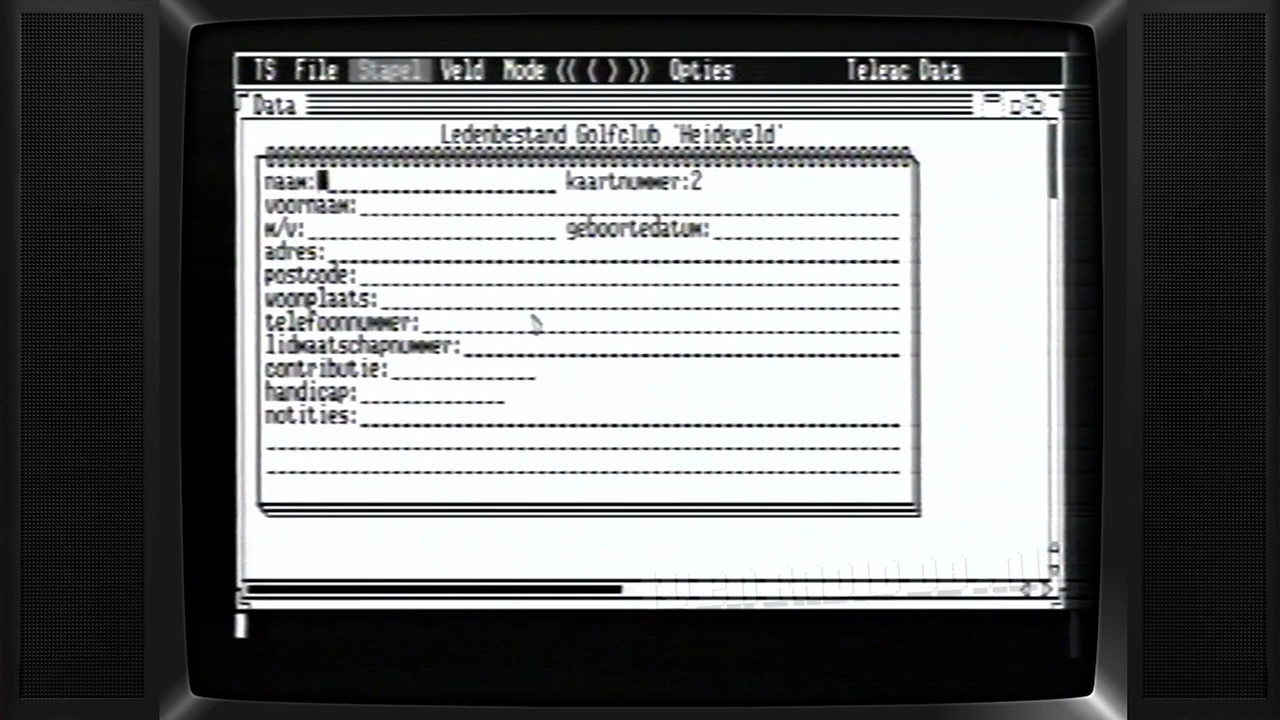 TS File Stapel Veld Mode << < > >> Opties Teleac Data
Data
Ledenbestand Golfclub 'Heideveld'
naam: kaartnummer:2
voornaam:
m/v: geboortedatum:
adres:
postcode:
woonplaats:
telefoonnummer:
lidmaatschapnummer:
contributie:
handicap:
notities: